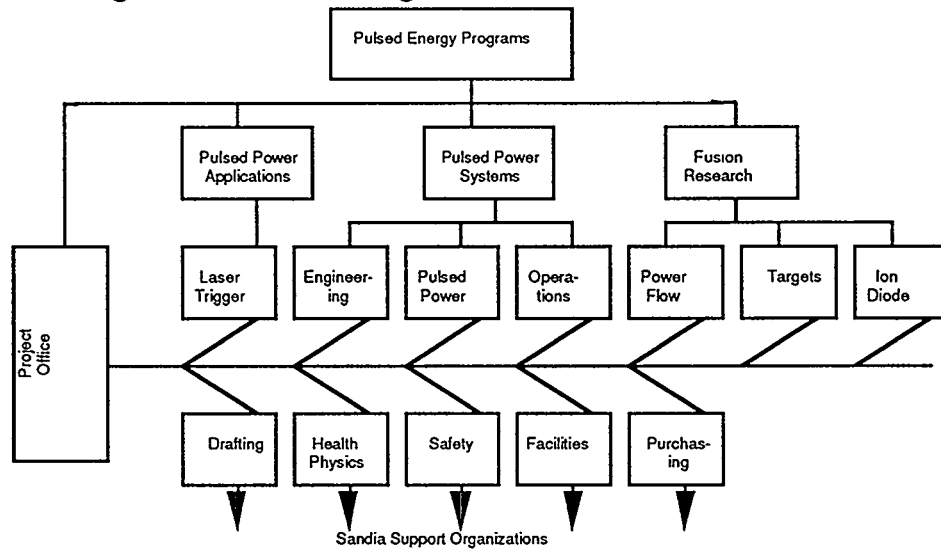 Pulsed Energy Programs
Pulsed Power
Applications
Pulsed Power
Systems
Fusion
Research
Laser
Trigger
Engineer-
ing
Pulsed
Power
Opera-
tions
Power
Flow
Targets
Ion
Diode
Project
Office
Drafting
Health
Physics
Safety
Facilities
Purchas-
ing
Sandia Support Organizations